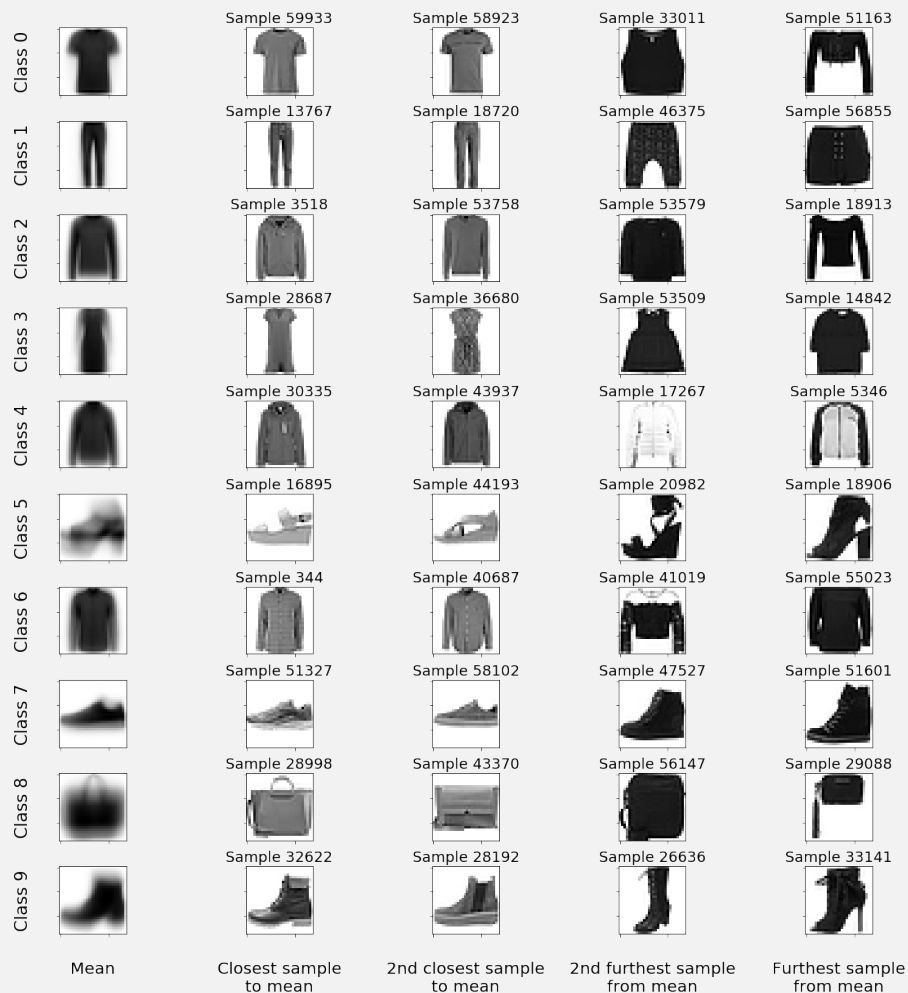 Sample 59933 Sample 58923 Sample 33011 Sample 51163
Class 0
Sample 13767 Sample 18720 Sample 46375 Sample 56855
Class 1
Sample 3518 Sample 53758 Sample 53579 Sample 18913
Class 2
Sample 28687 Sample 36680 Sample 53509 Sample 14842
Class 3
Sample 30335 Sample 43937 Sample 17267 Sample 5346
Class 4
Sample 16895 Sample 44193 Sample 20982 Sample 18906
Class 5
Sample 344 Sample 40687 Sample 41019 Sample 55023
Class 6
Sample 51327 Sample 58102 Sample 47527 Sample 51601
Class 7
Sample 28998 Sample 43370 Sample 56147 Sample 29088
Class 8
Sample 32622 Sample 28192 Sample 26636 Sample 33141
Class 9
Mean
Closest sample
to mean
2nd closest sample
to mean
2nd furthest sample
from mean
Furthest sample
from mean